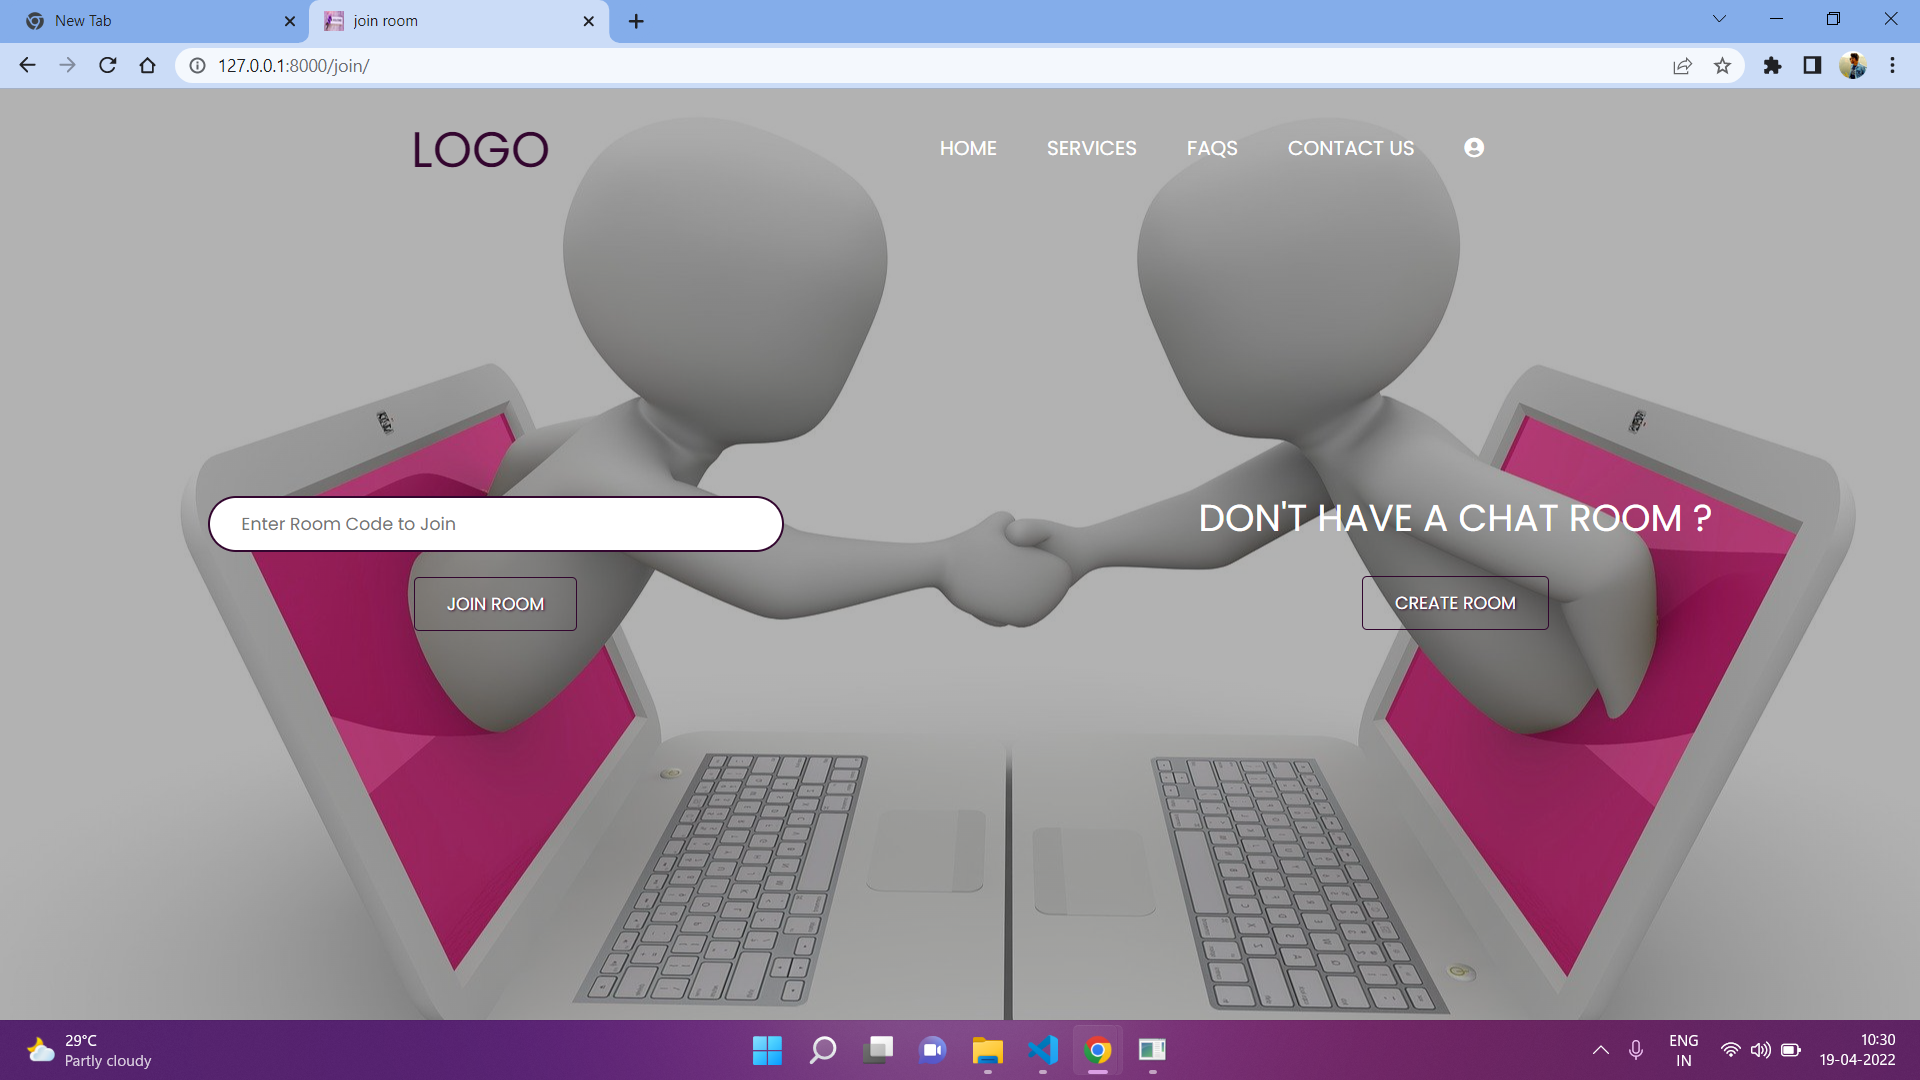 New Tab
join room
127.0.0.1:8000/join/
LOGO
HOME SERVICES FAQS CONTACT US
Enter Room Code to Join
DON'T HAVE A CHAT ROOM ?
JOIN ROOM
CREATE ROOM
29°C
Partly cloudy
ENG
IN
10:30
19-04-2022